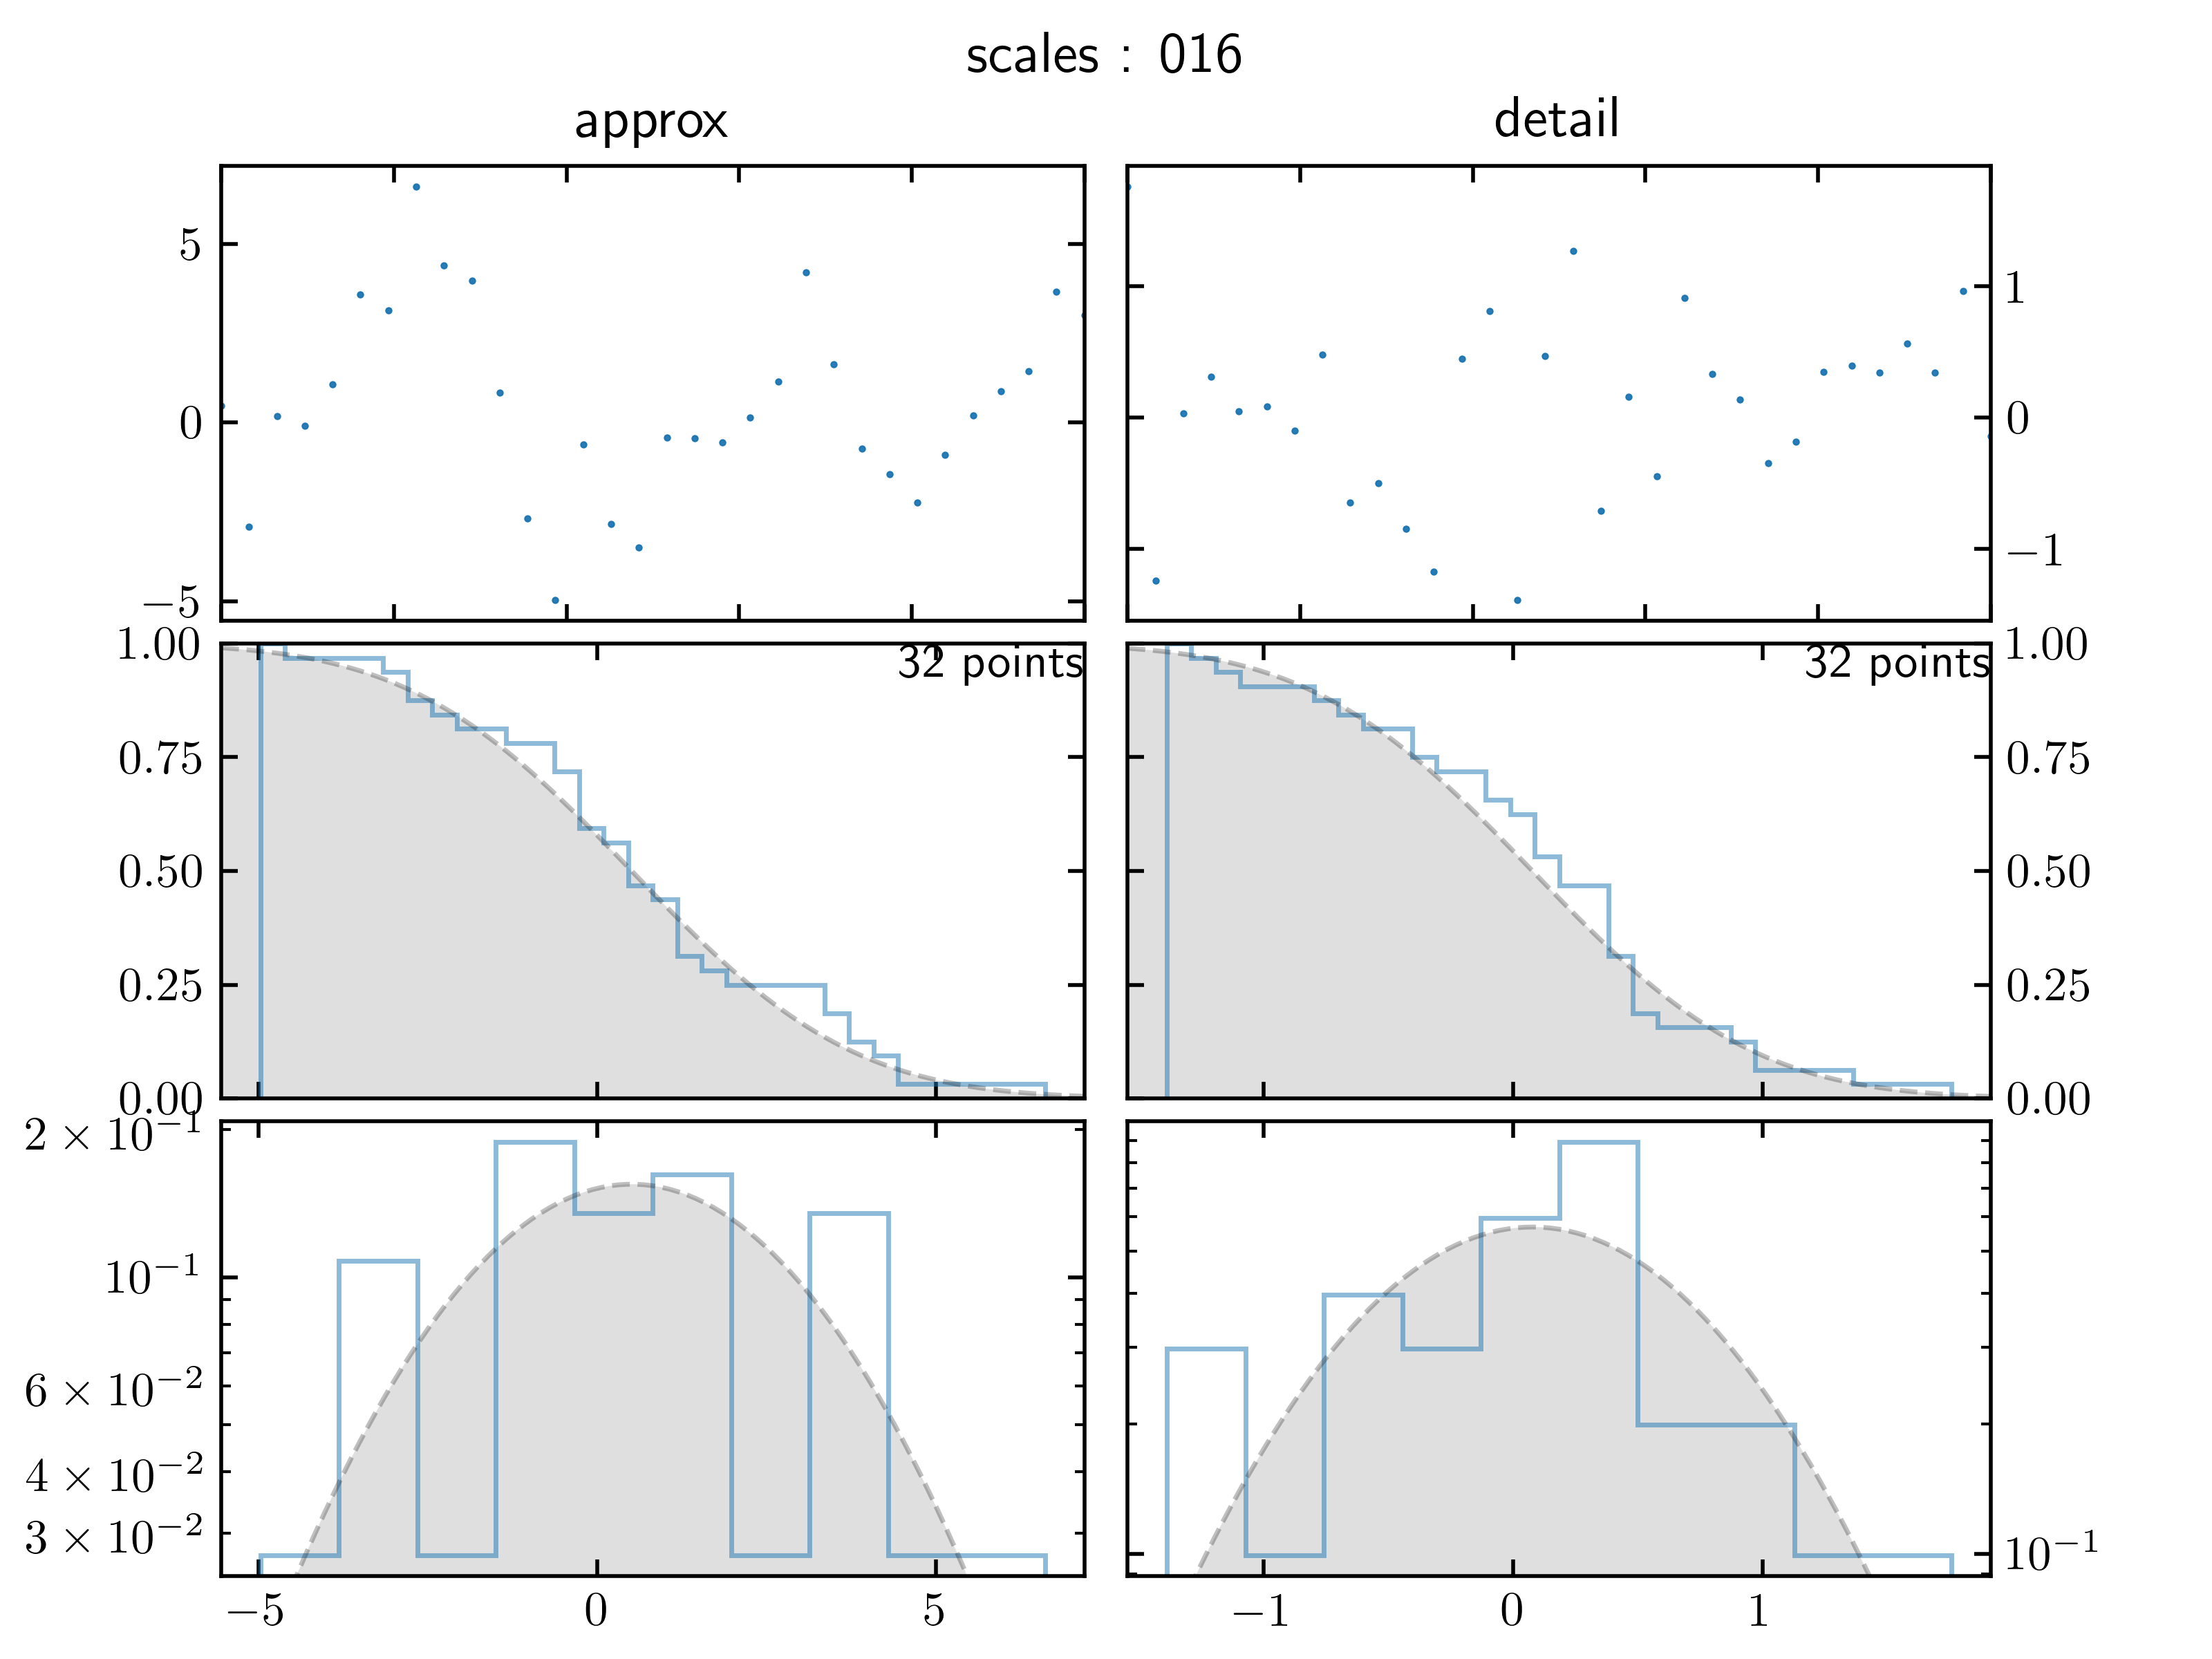 scales : 016
approx
detail
5
0
−5
1
0
−1
1.00
0.75
0.50
0.25
0.00
32 points
32 points
1.00
0.75
0.50
0.25
0.00
2 × 10⁻¹
10⁻¹
6 × 10⁻²
4 × 10⁻²
3 × 10⁻²
10⁻¹
−5 0 5
−1 0 1